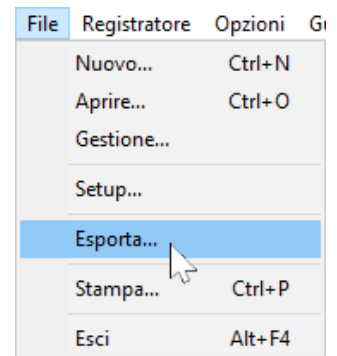 File Registratore Opzioni
Nuovo... Ctrl+N
Aprire... Ctrl+O
Gestione...
Setup...
Esporta...
Stampa... Ctrl+P
Esci Alt+F4